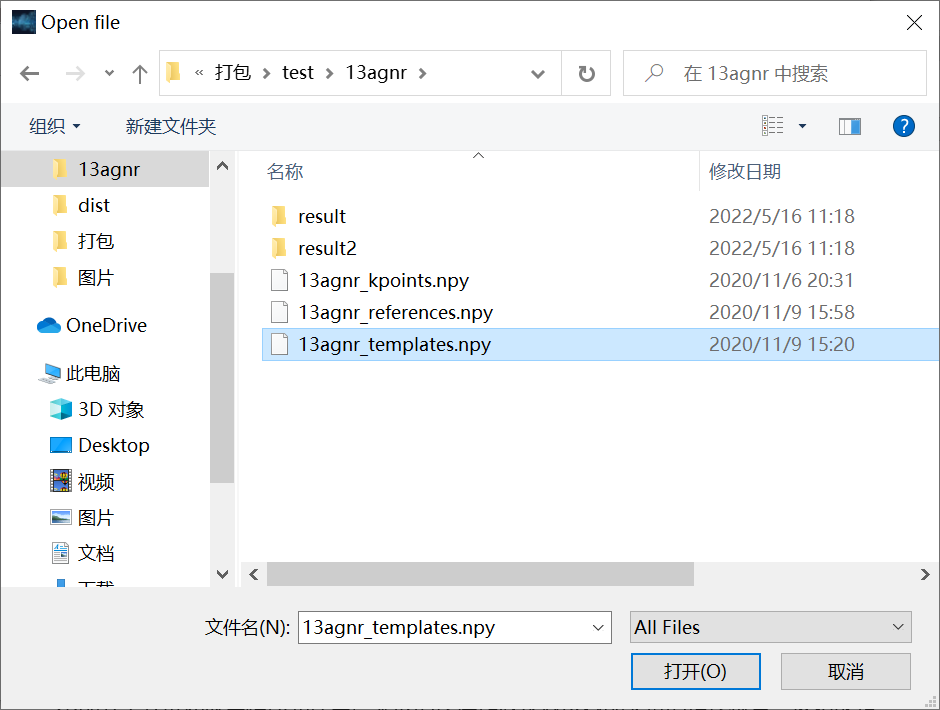 Open file
« 打包 › test › 13agnr ›
在 13agnr 中搜索
组织 新建文件夹
?
13agnr
dist
打包
图片
OneDrive
此电脑
3D 对象
Desktop
视频
图片
文档
下载
名称 修改日期
result 2022/5/16 11:18
result2 2022/5/16 11:18
13agnr_kpoints.npy 2020/11/6 20:31
13agnr_references.npy 2020/11/9 15:58
13agnr_templates.npy 2020/11/9 15:20
文件名(N): 13agnr_templates.npy All Files
打开(O) 取消